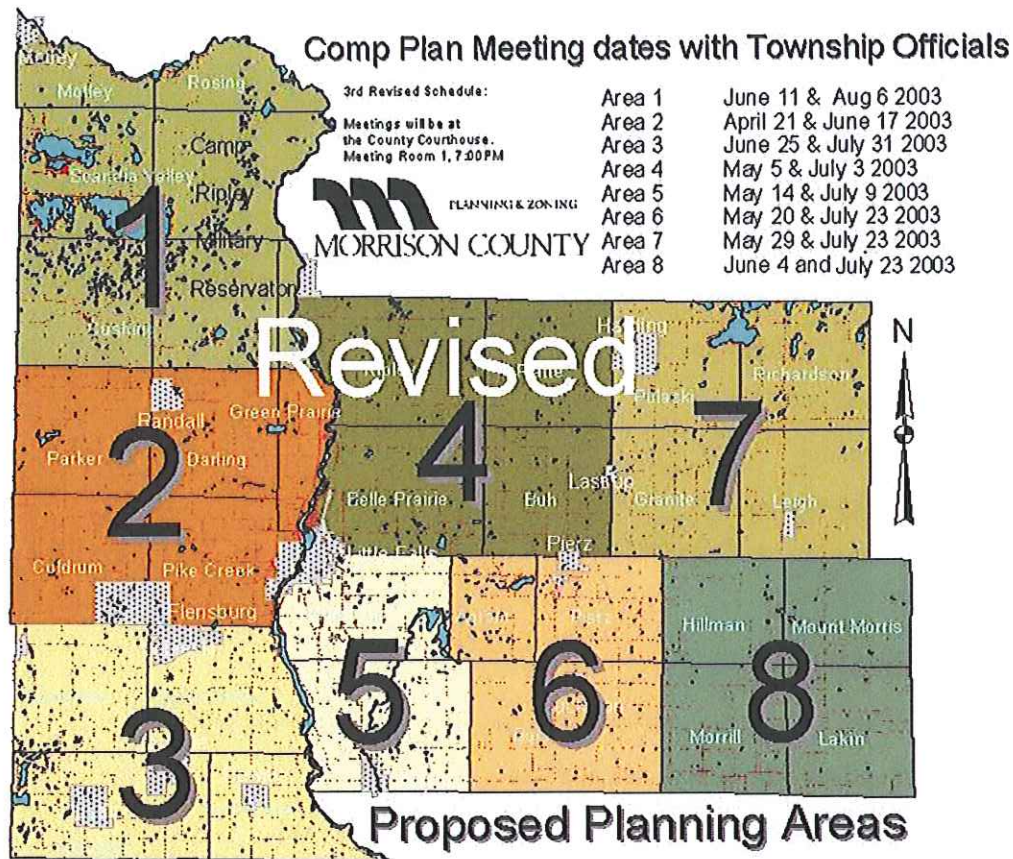 Comp Plan Meeting dates with Township Officials
3rd Revised Schedule:
Meetings will be at
the County Courthouse.
Meeting Room 1, 7:00PM
PLANNING & ZONING
MORRISON COUNTY
Area 1 June 11 & Aug 6 2003
Area 2 April 21 & June 17 2003
Area 3 June 25 & July 31 2003
Area 4 May 5 & July 3 2003
Area 5 May 14 & July 9 2003
Area 6 May 20 & July 23 2003
Area 7 May 29 & July 23 2003
Area 8 June 4 and July 23 2003
N
Motley
Motley
Rosing
Camp
Scandia Valley
Ripley
1
Military
Reservaton
Revised
Harding
Richardson
Pulaski
Randall
Green Prairie
Parker
Darling
2
4
7
Belle Prairie
Buh
Lastrup
Granite
Leigh
Culdrum
Pike Creek
Little Falls
Pierz
Flensburg
Hillman
Mount Morris
3
5
6
8
Morrill
Lakin
Proposed Planning Areas